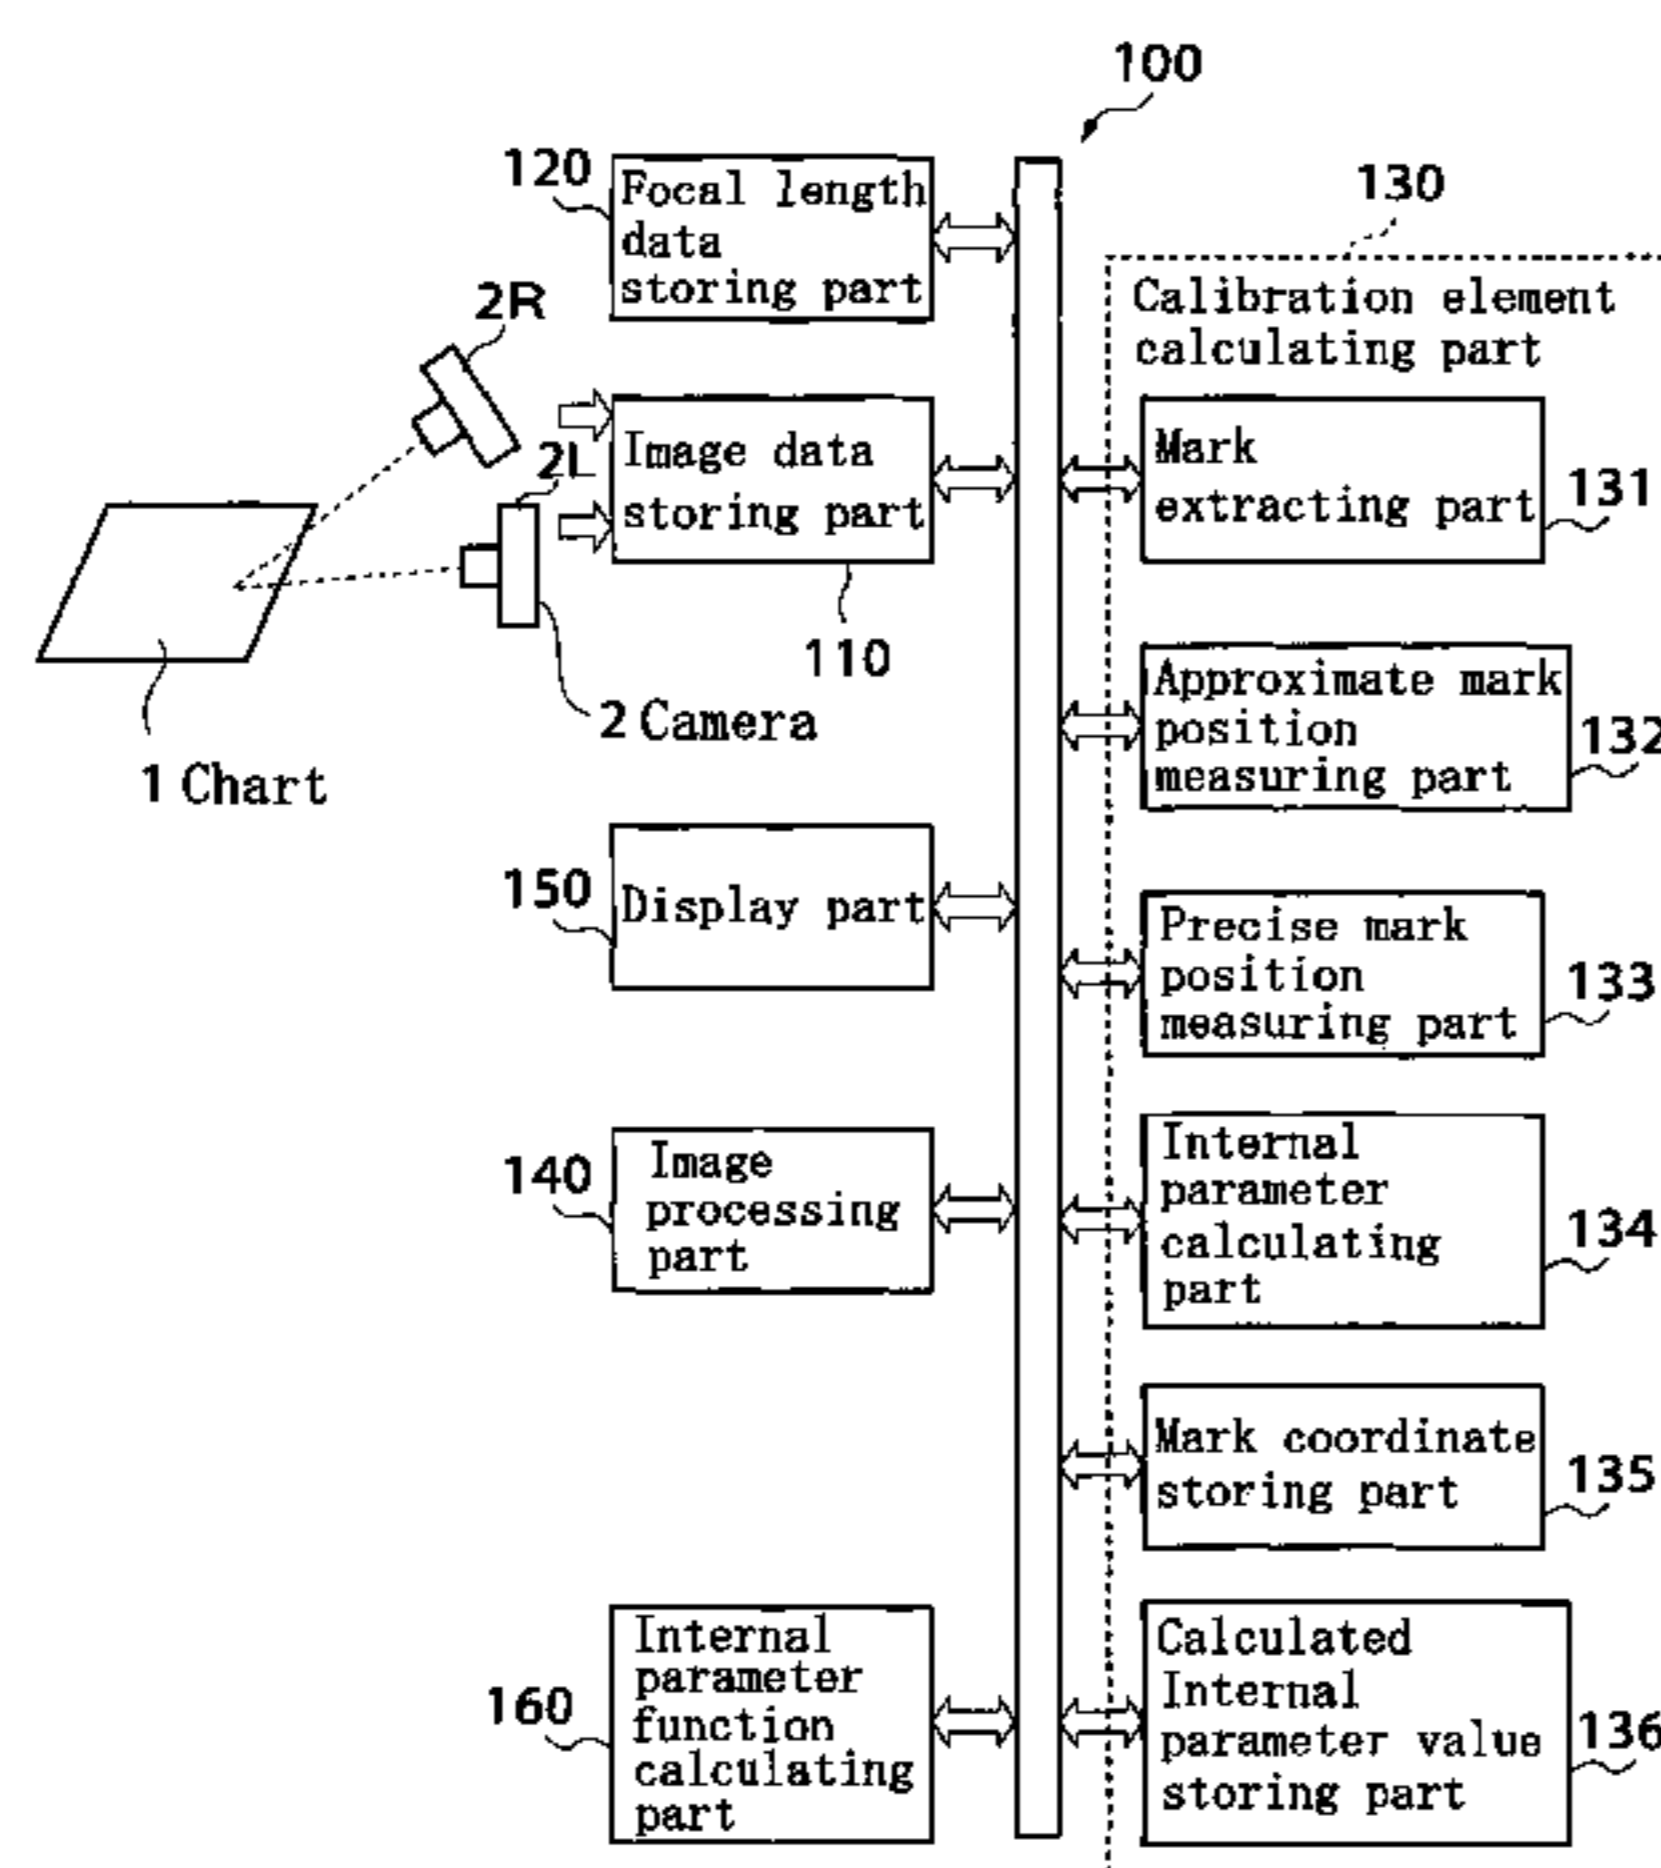 100
120
Focal length
data
storing part
130
Calibration element
calculating part
2R
2L
Image data
storing part
110
Mark
extracting part
131
1 Chart
2 Camera
Approximate mark
position
measuring part
132
150
Display part
Precise mark
position
measuring part
133
140
Image
processing
part
Internal
parameter
calculating
part
134
Mark coordinate
storing part
135
160
Internal
parameter
function
calculating
part
Calculated
Internal
parameter value
storing part
136